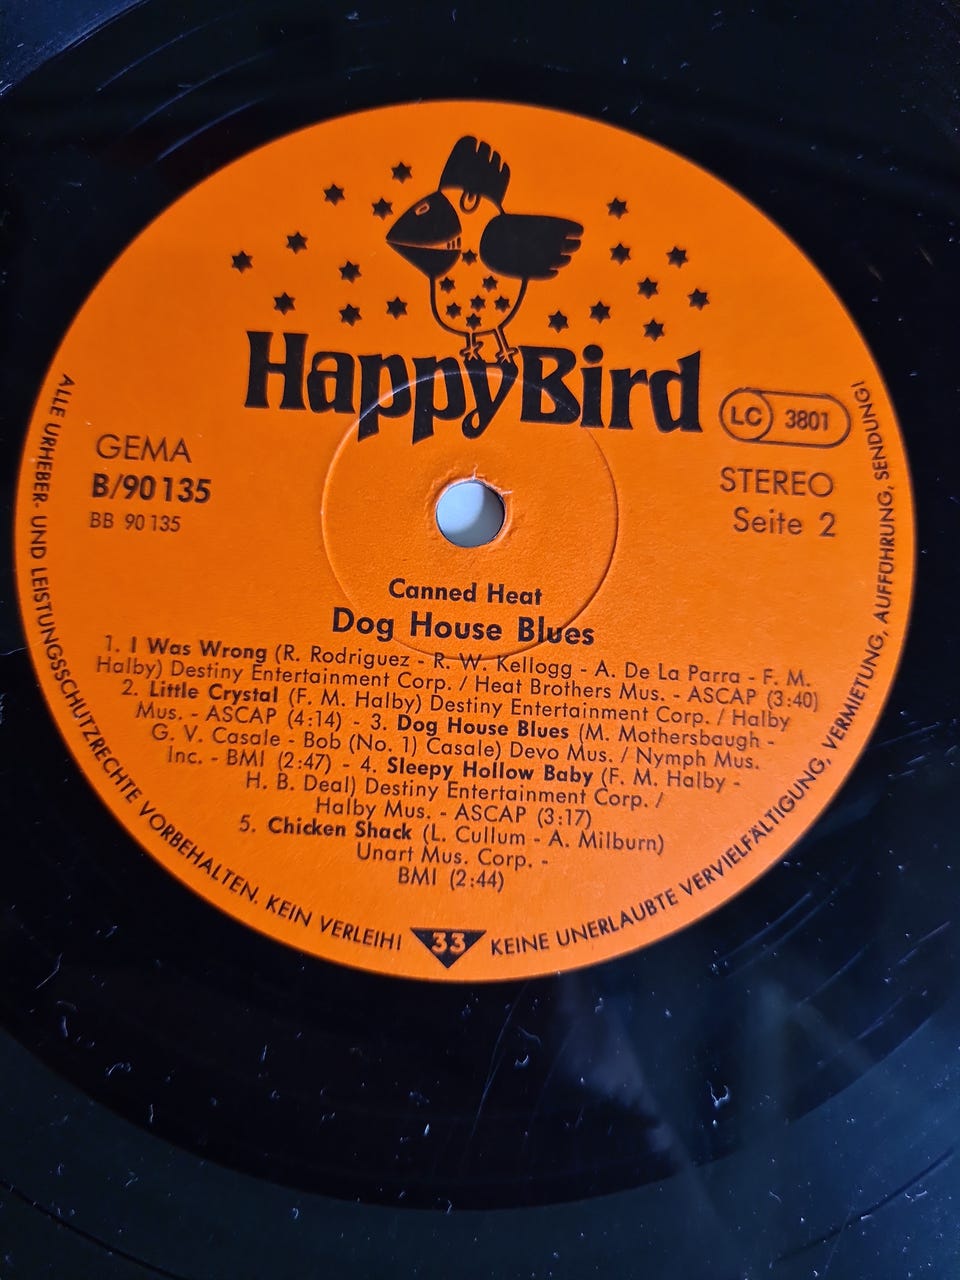 HappyBird
LC 3801
GEMA
B/90 135
BB 90 135
STEREO
Seite 2
Canned Heat
Dog House Blues
1. I Was Wrong (R. Rodriguez - R. W. Kellogg - A. De La Parra - F. M.
Halby) Destiny Entertainment Corp. / Heat Brothers Mus. - ASCAP (3:40)
2. Little Crystal (F. M. Halby) Destiny Entertainment Corp. / Halby
Mus. - ASCAP (4:14) - 3. Dog House Blues (M. Mothersbaugh -
G. V. Casale - Bob (No. 1) Casale) Devo Mus. / Nymph Mus.
Inc. - BMI (2:47) - 4. Sleepy Hollow Baby (F. M. Halby -
H. B. Deal) Destiny Entertainment Corp. /
Halby Mus. - ASCAP (3:17)
5. Chicken Shack (L. Cullum - A. Milburn)
Unart Mus. Corp. -
BMI (2:44)
ALLE URHEBER- UND LEISTUNGSSCHUTZRECHTE VORBEHALTEN. KEIN VERLEIH!
33
KEINE UNERLAUBTE VERVIELFÄLTIGUNG, VERMIETUNG, AUFFÜHRUNG, SENDUNG!